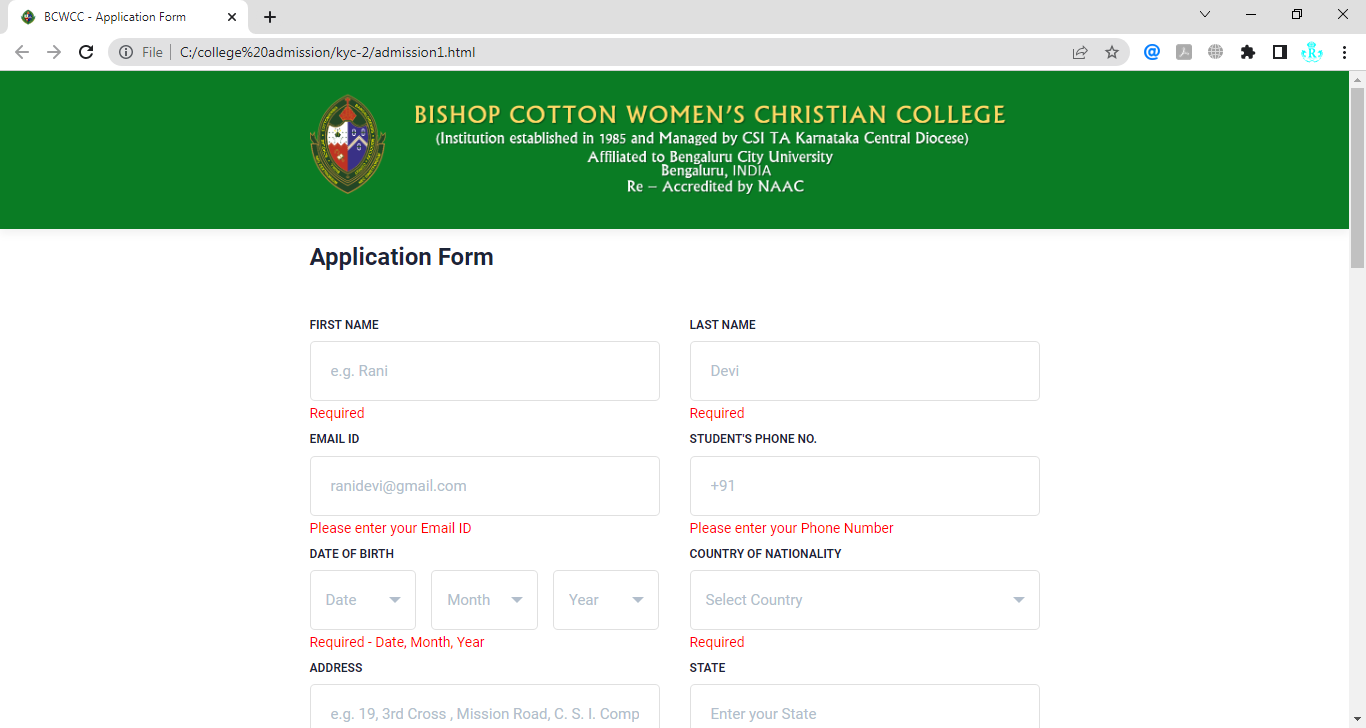 BCWCC - Application Form
File
C:/college%20admission/kyc-2/admission1.html
BISHOP COTTON WOMEN'S CHRISTIAN COLLEGE
(Institution established in 1985 and Managed by CSI TA Karnataka Central Diocese)
Affiliated to Bengaluru City University
Bengaluru, INDIA
Re – Accredited by NAAC
Application Form
FIRST NAME
LAST NAME
e.g. Rani
Devi
Required
Required
EMAIL ID
STUDENT'S PHONE NO.
ranidevi@gmail.com
+91
Please enter your Email ID
Please enter your Phone Number
DATE OF BIRTH
COUNTRY OF NATIONALITY
Date
Month
Year
Select Country
Required - Date, Month, Year
Required
ADDRESS
STATE
e.g. 19, 3rd Cross , Mission Road, C. S. I. Comp
Enter your State